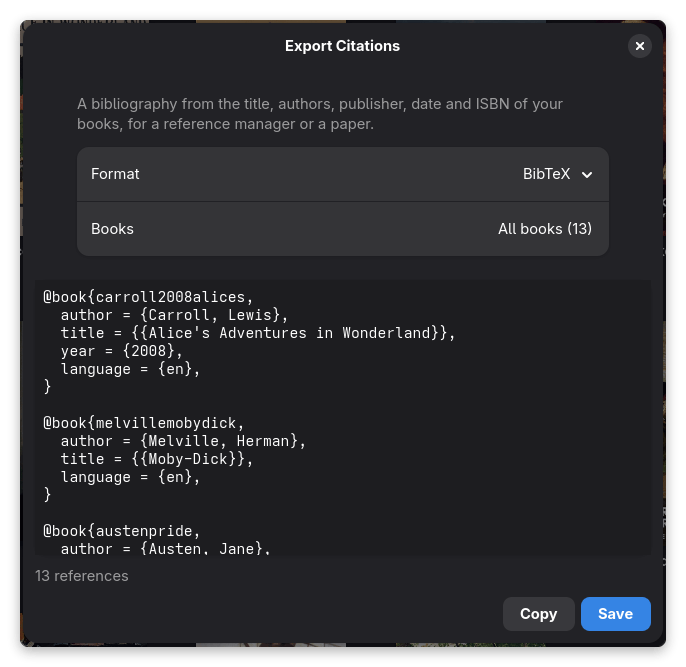 Export Citations
A bibliography from the title, authors, publisher, date and ISBN of your
books, for a reference manager or a paper.
Format BibTeX
Books All books (13)
@book{carroll2008alices,
  author = {Carroll, Lewis},
  title = {{Alice's Adventures in Wonderland}},
  year = {2008},
  language = {en},
}
@book{melvillemobydick,
  author = {Melville, Herman},
  title = {{Moby-Dick}},
  language = {en},
}
@book{austenpride,
  author = {Austen, Jane},
13 references
Copy Save